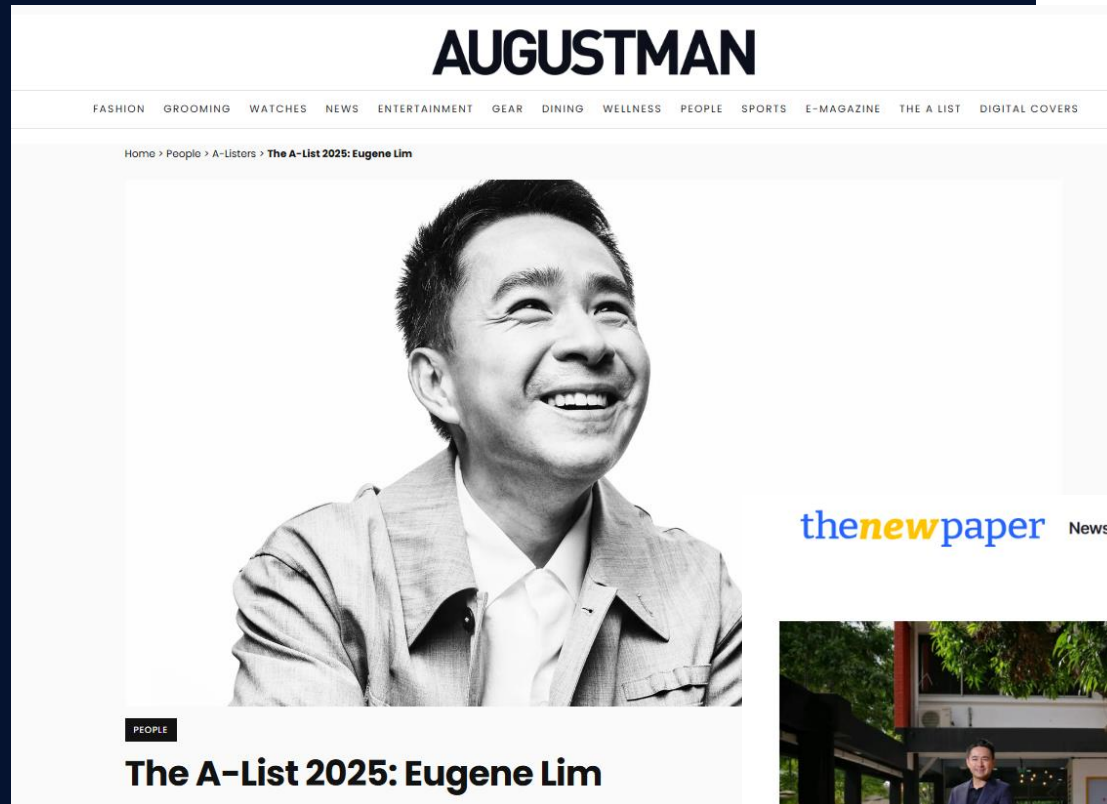 AUGUSTMAN
FASHION GROOMING WATCHES NEWS ENTERTAINMENT GEAR DINING WELLNESS PEOPLE SPORTS E-MAGAZINE THE A LIST DIGITAL COVERS
Home > People > A-Listers > The A-List 2025: Eugene Lim
thenewpaper News
PEOPLE
The A-List 2025: Eugene Lim